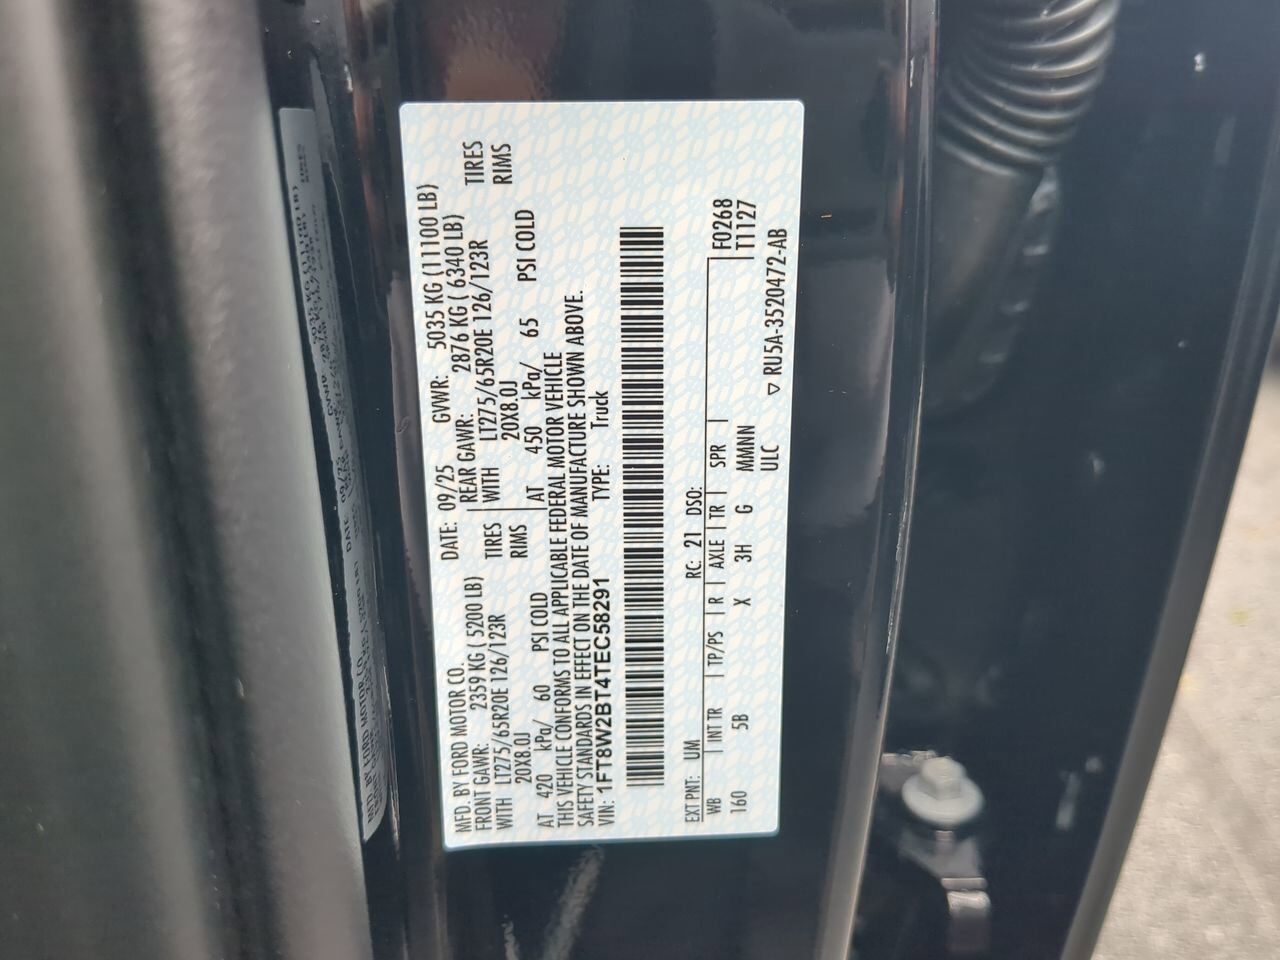 MFD. BY FORD MOTOR CO.
DATE: 09/25 GVWR: 5035 KG (11100 LB)
FRONT GAWR: 2359 KG ( 5200 LB)
REAR GAWR: 2876 KG ( 6340 LB)
WITH LT275/65R20E 126/123R TIRES
WITH LT275/65R20E 126/123R TIRES
20X8.0J RIMS
20X8.0J RIMS
AT 420 kPa/ 60 PSI COLD
AT 450 kPa/ 65 PSI COLD
THIS VEHICLE CONFORMS TO ALL APPLICABLE FEDERAL MOTOR VEHICLE
SAFETY STANDARDS IN EFFECT ON THE DATE OF MANUFACTURE SHOWN ABOVE.
VIN: 1FT8W2BT4TEC58291 TYPE: Truck
EXT PNT: UM RC: 21 DSO:
WB INT TR TP/PS R AXLE TR SPR F0268
160 5B X 3H G MMNN T1127
ULC
▽ RU5A-3520472-AB